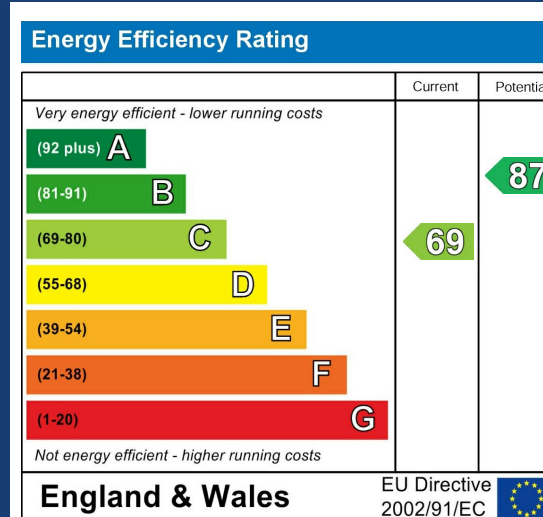 Energy Efficiency Rating
Current Potentia
Very energy efficient - lower running costs
(92 plus) A
(81-91) B
87
(69-80) C
69
(55-68) D
(39-54) E
(21-38) F
(1-20) G
Not energy efficient - higher running costs
England & Wales
EU Directive
2002/91/EC